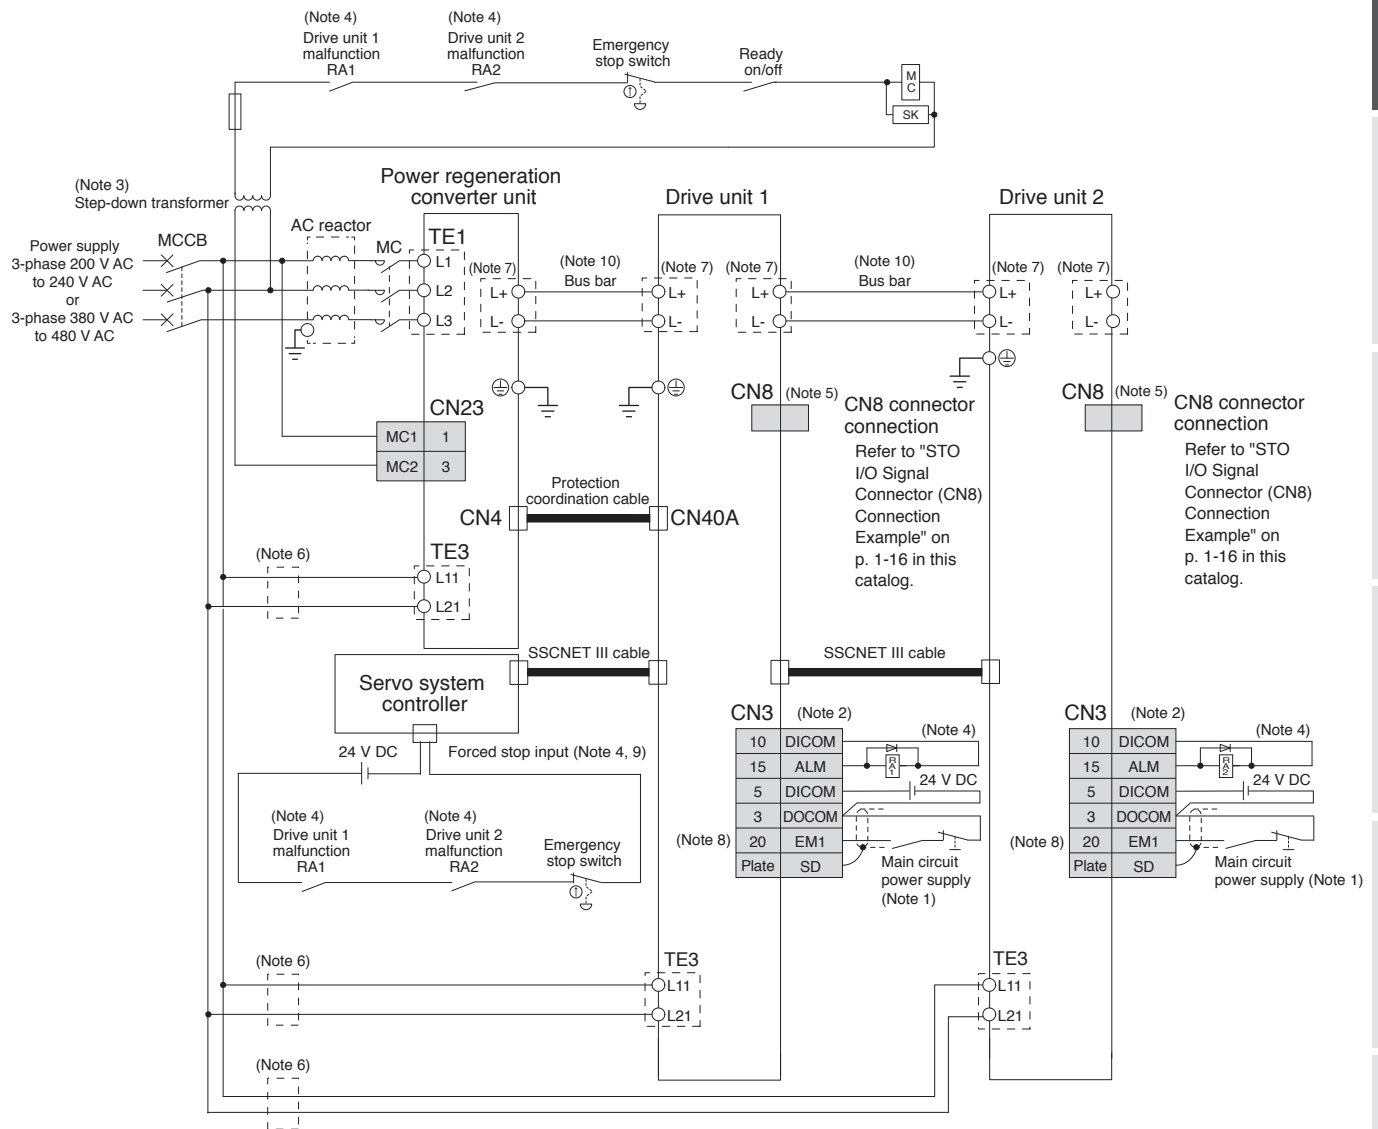 (Note 4)
Drive unit 1
malfunction
RA1
(Note 4)
Drive unit 2
malfunction
RA2
Emergency
stop switch
Ready
on/off
M
C
SK
(Note 3)
Step-down transformer
Power regeneration
converter unit
Drive unit 1
Drive unit 2
AC reactor
MCCB
MC
TE1
Power supply
3-phase 200 V AC
to 240 V AC
or
3-phase 380 V AC
to 480 V AC
L1
L2
L3
(Note 7)
L+
L-
(Note 10)
Bus bar
(Note 7)
L+
L-
(Note 7)
L+
L-
(Note 10)
Bus bar
(Note 7)
L+
L-
(Note 7)
L+
L-
CN23
MC1 1
MC2 3
CN8 (Note 5)
CN8 connector
connection
Refer to "STO
I/O Signal
Connector (CN8)
Connection
Example" on
p. 1-16 in this
catalog.
CN8 (Note 5)
CN8 connector
connection
Refer to "STO
I/O Signal
Connector (CN8)
Connection
Example" on
p. 1-16 in this
catalog.
Protection
coordination cable
CN4
CN40A
(Note 6)
TE3
L11
L21
SSCNET III cable
SSCNET III cable
Servo system
controller
24 V DC
Forced stop input (Note 4, 9)
(Note 4)
Drive unit 1
malfunction
RA1
(Note 4)
Drive unit 2
malfunction
RA2
Emergency
stop switch
CN3 (Note 2)
10 DICOM
15 ALM
5 DICOM
3 DOCOM
(Note 8) 20 EM1
Plate SD
(Note 4)
R
A
1
24 V DC
Main circuit
power supply
(Note 1)
CN3 (Note 2)
10 DICOM
15 ALM
5 DICOM
3 DOCOM
(Note 8) 20 EM1
Plate SD
(Note 4)
R
A
2
24 V DC
Main circuit
power supply (Note 1)
(Note 6)
TE3
L11
L21
TE3
L11
L21
(Note 6)